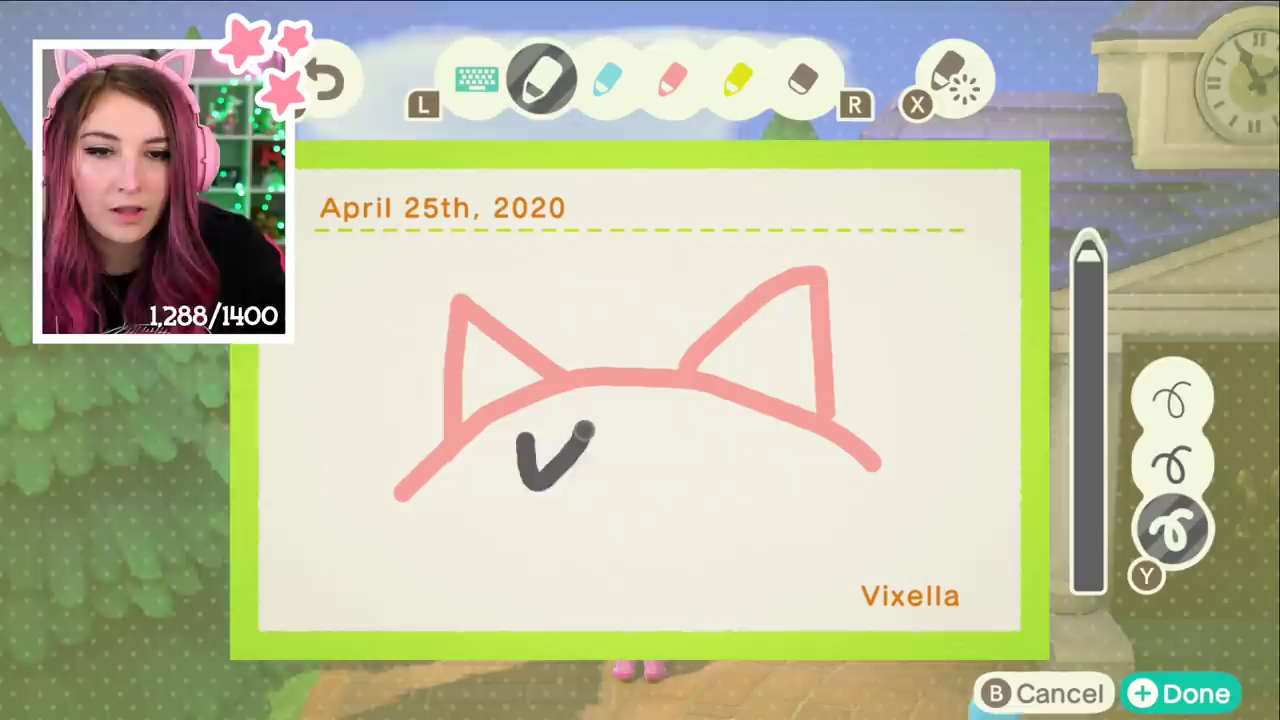 L
R
X
April 25th, 2020
1,288/1400
Vixella
Y
B Cancel
+ Done